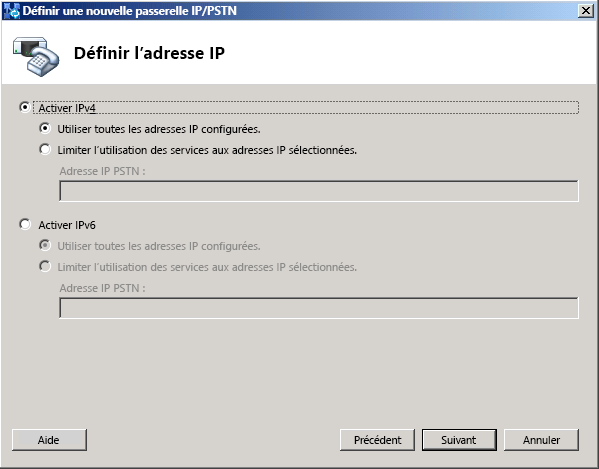 Définir une nouvelle passerelle IP/PSTN
Définir l'adresse IP
Activer IPv4
Utiliser toutes les adresses IP configurées.
Limiter l'utilisation des services aux adresses IP sélectionnées.
Adresse IP PSTN :
Activer IPv6
Utiliser toutes les adresses IP configurées.
Limiter l'utilisation des services aux adresses IP sélectionnées.
Adresse IP PSTN :
Aide
Précédent
Suivant
Annuler